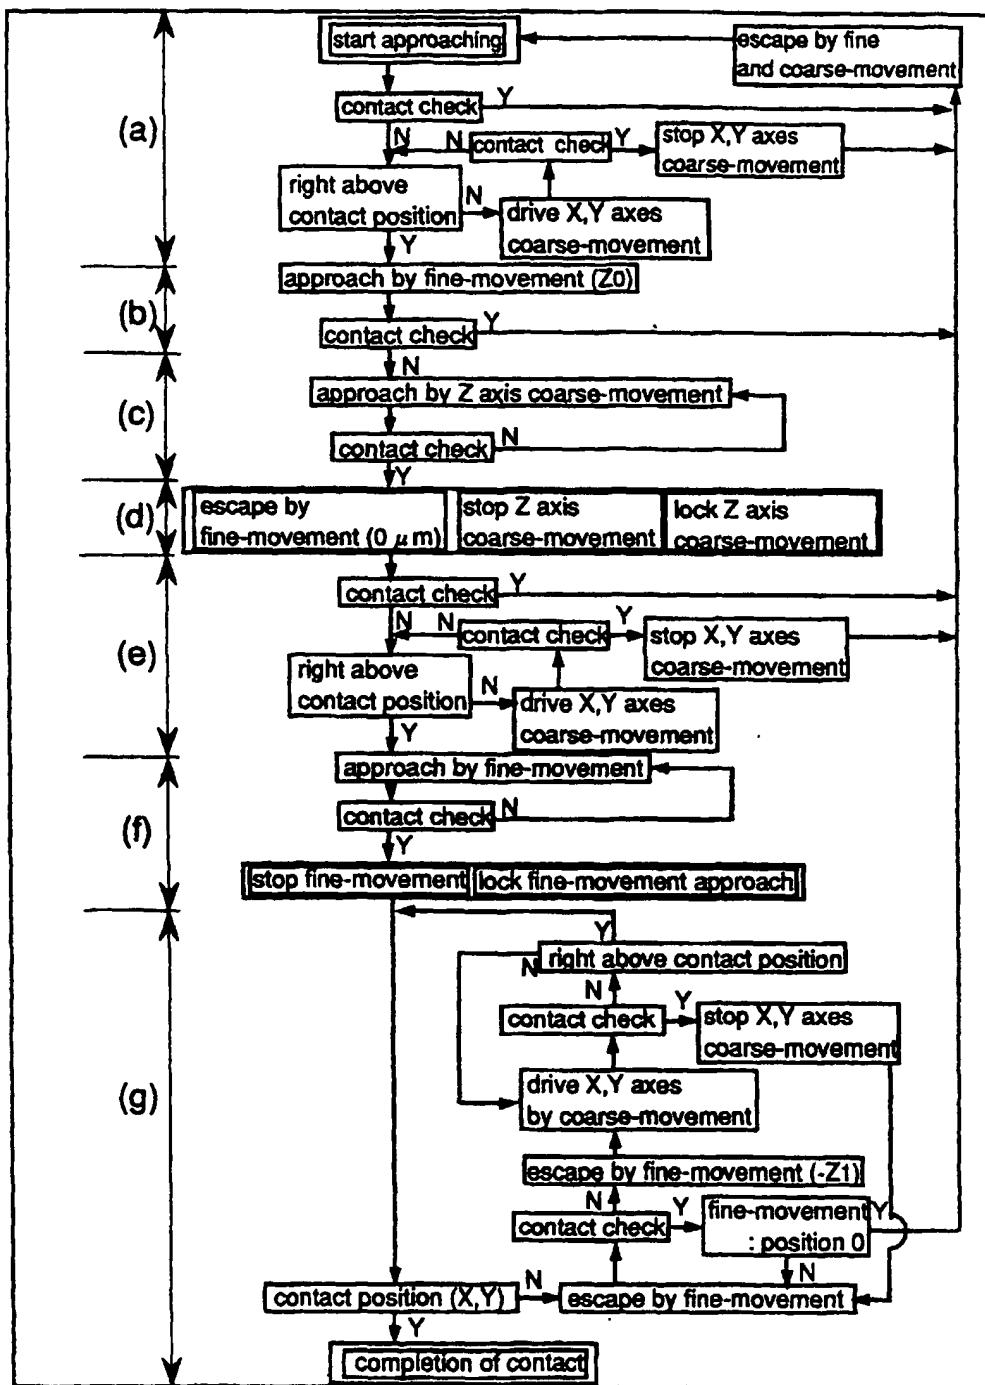 start approaching
escape by fine
and coarse-movement
contact check
Y
(a)
N
N
contact check
Y
stop X,Y axes
coarse-movement
right above
contact position
N
drive X,Y axes
coarse-movement
Y
approach by fine-movement (Z0)
(b)
contact check
Y
N
approach by Z axis coarse-movement
(c)
contact check
N
Y
(d)
escape by
fine-movement (0 μm)
stop Z axis
coarse-movement
lock Z axis
coarse-movement
contact check
Y
N
N
contact check
Y
stop X,Y axes
coarse-movement
(e)
right above
contact position
N
drive X,Y axes
coarse-movement
Y
approach by fine-movement
(f)
contact check
N
Y
stop fine-movement
lock fine-movement approach
Y
right above contact position
N
N
contact check
Y
stop X,Y axes
coarse-movement
(g)
drive X,Y axes
by coarse-movement
escape by fine-movement (-Z1)
N
contact check
Y
fine-movement
: position 0
Y
N
contact position (X,Y)
N
escape by fine-movement
Y
completion of contact